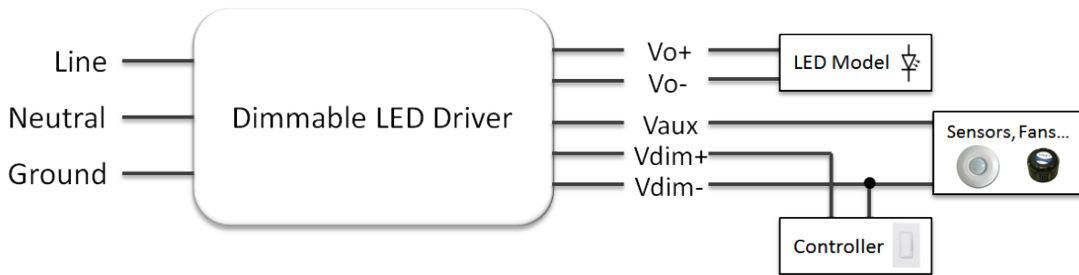 Line
Neutral
Ground
Dimmable LED Driver
Vo+
Vo-
Vaux
Vdim+
Vdim-
LED Model
Sensors, Fans...
Controller